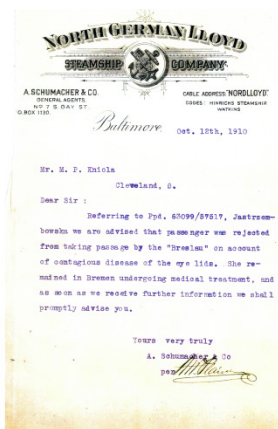 NORTH GERMAN LLOYD
STEAMSHIP COMPANY.
A. SCHUMACHER & CO.
GENERAL AGENTS,
No 7 S. GAY ST.
O. BOX 1130.
CABLE ADDRESS: "NORDLLOYD"
CODES: HINRICHS STEAMSHIP
WATKINS
Baltimore, Oct. 12th, 1910
Mr. M. P. Kniola
Cleveland, O.
Dear Sir :
Referring to Ppd. 63099/57617, Jastrzem-
bowska we are advised that passenger was rejected
from taking passage by the "Breslau" on account
of contagious disease of the eye lids. She re-
mained in Bremen undergoing medical treatment, and
as soon as we receive further information we shall
promptly advise you.
Yours very truly
A. Schumacher & Co
per